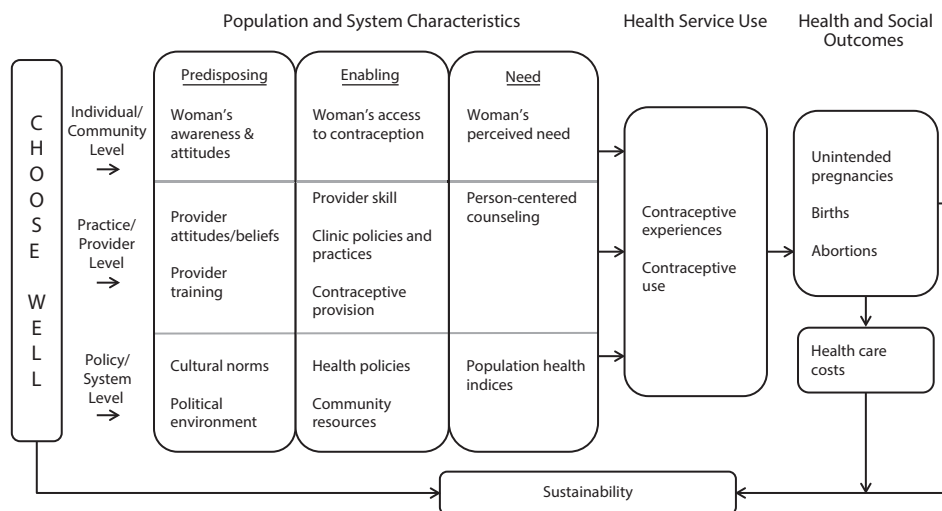 Population and System Characteristics
Health Service Use
Health and Social
Outcomes
CHOOSE WELL
Individual/
Community
Level
Practice/
Provider
Level
Policy/
System
Level
Predisposing
Woman's
awareness &
attitudes
Provider
attitudes/beliefs
Provider
training
Cultural norms
Political
environment
Enabling
Woman's access
to contraception
Provider skill
Clinic policies and
practices
Contraceptive
provision
Health policies
Community
resources
Need
Woman's
perceived need
Person-centered
counseling
Population health
indices
Contraceptive
experiences
Contraceptive
use
Unintended
pregnancies
Births
Abortions
Health care
costs
Sustainability